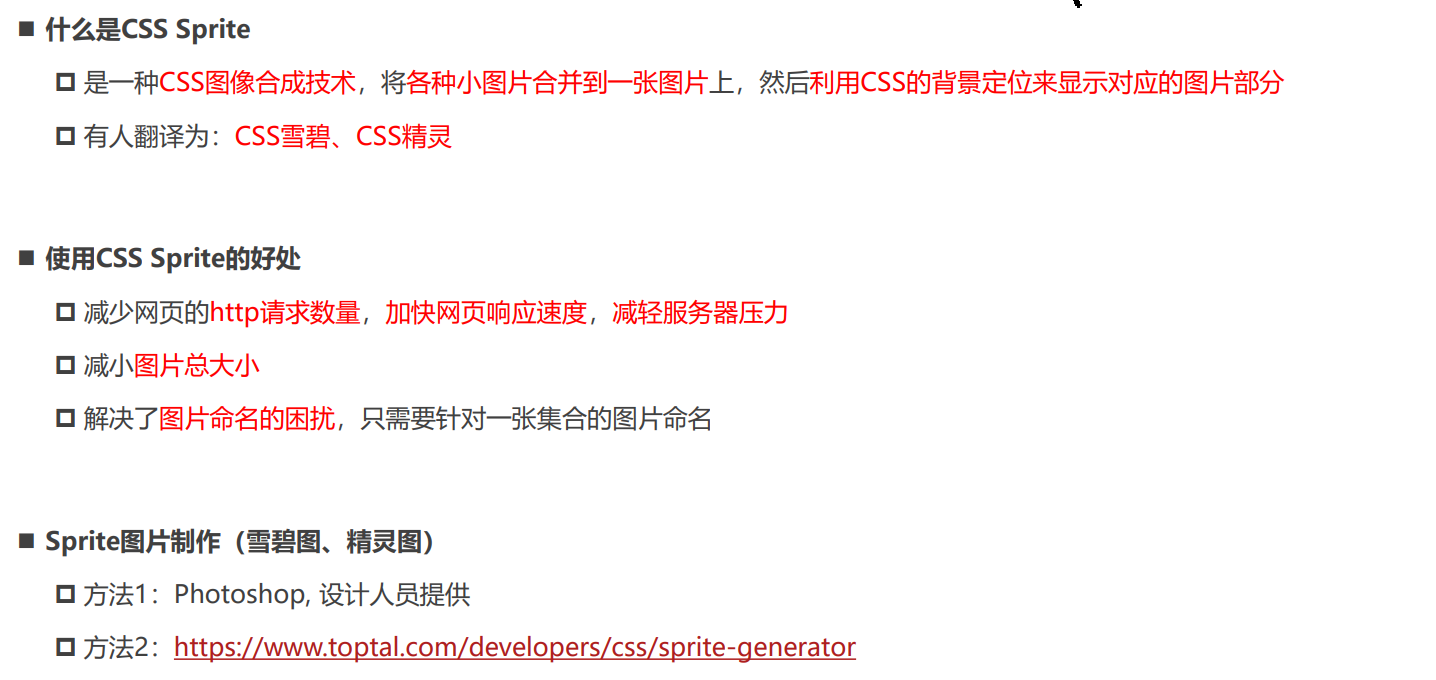 什么是CSS Sprite
是一种CSS图像合成技术，将各种小图片合并到一张图片上，然后利用CSS的背景定位来显示对应的图片部分
有人翻译为：CSS雪碧、CSS精灵
使用CSS Sprite的好处
减少网页的http请求数量，加快网页响应速度，减轻服务器压力
减小图片总大小
解决了图片命名的困扰，只需要针对一张集合的图片命名
Sprite图片制作（雪碧图、精灵图）
方法1：Photoshop, 设计人员提供
方法2：https://www.toptal.com/developers/css/sprite-generator